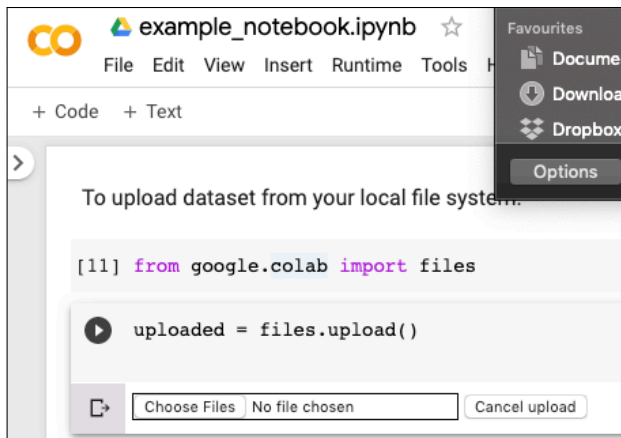 example_notebook.ipynb
File Edit View Insert Runtime Tools
+ Code + Text
Favourites
Dropbox
Options
To upload dataset from your local file system.
[11] from google.colab import files
uploaded = files.upload()
Choose Files No file chosen Cancel upload